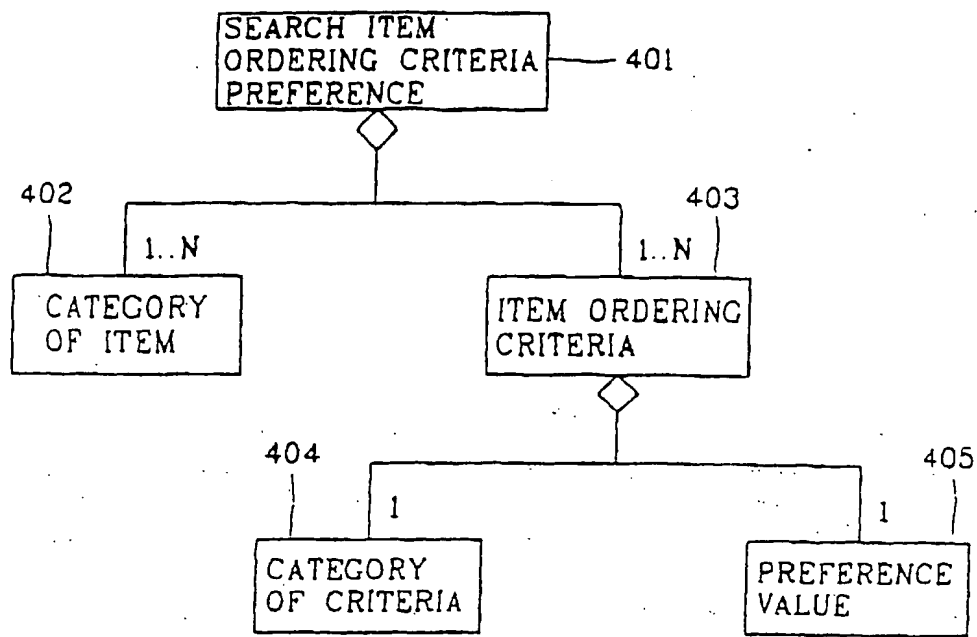 SEARCH ITEM
ORDERING CRITERIA
PREFERENCE
401
402
403
1..N
1..N
CATEGORY
OF ITEM
ITEM ORDERING
CRITERIA
404
405
1
1
CATEGORY
OF CRITERIA
PREFERENCE
VALUE